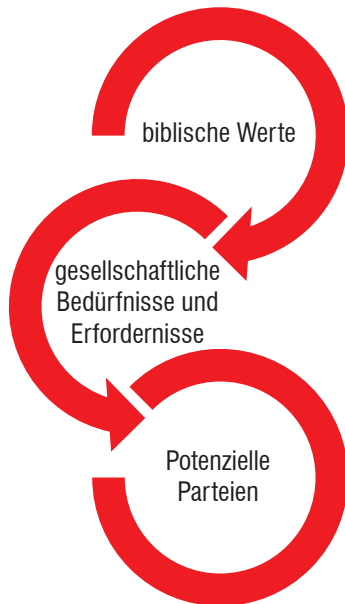 biblische Werte
gesellschaftliche
Bedürfnisse und
Erfordernisse
Potenzielle
Parteien